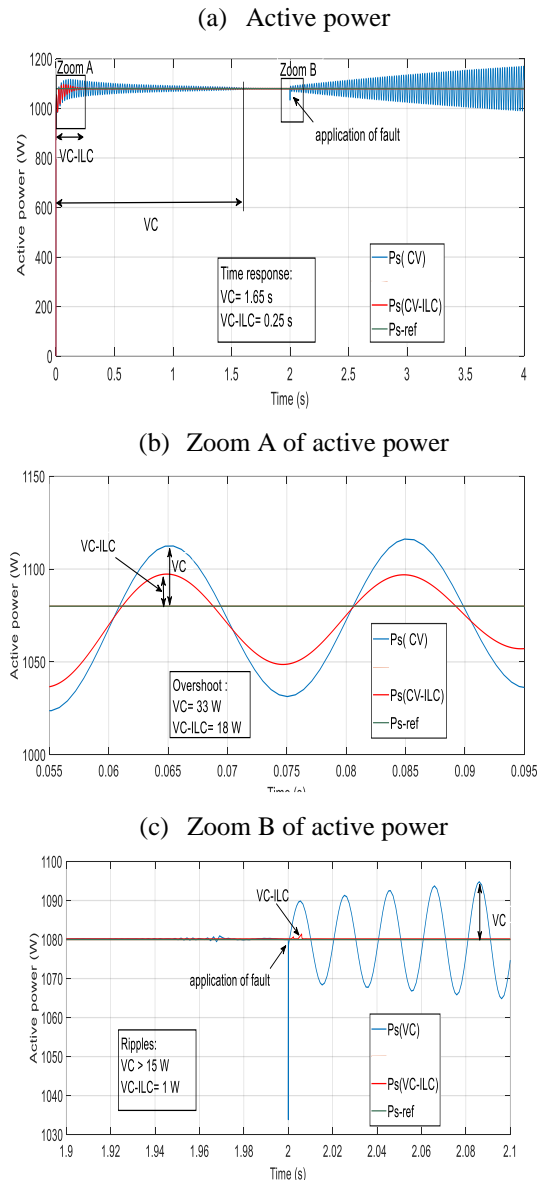 (a) Active power
1200
1000
800
600
400
200
0
Active power (W)
Zoom A
Zoom B
application of fault
VC-ILC
VC
Time response:
VC= 1.65 s
VC-ILC= 0.25 s
Ps( CV)
Ps(CV-ILC)
Ps-ref
0 0.5 1 1.5 2 2.5 3 3.5 4
Time (s)
(b) Zoom A of active power
1150
1100
1050
1000
Active power (W)
VC-ILC
VC
Overshoot :
VC= 33 W
VC-ILC= 18 W
Ps( CV)
Ps(CV-ILC)
Ps-ref
0.055 0.06 0.065 0.07 0.075 0.08 0.085 0.09 0.095
Time (s)
(c) Zoom B of active power
1100
1090
1080
1070
1060
1050
1040
1030
Active power (W)
VC-ILC
VC
application of fault
Ripples:
VC > 15 W
VC-ILC= 1 W
Ps(VC)
Ps(VC-ILC)
Ps-ref
1.9 1.92 1.94 1.96 1.98 2 2.02 2.04 2.06 2.08 2.1
Time (s)